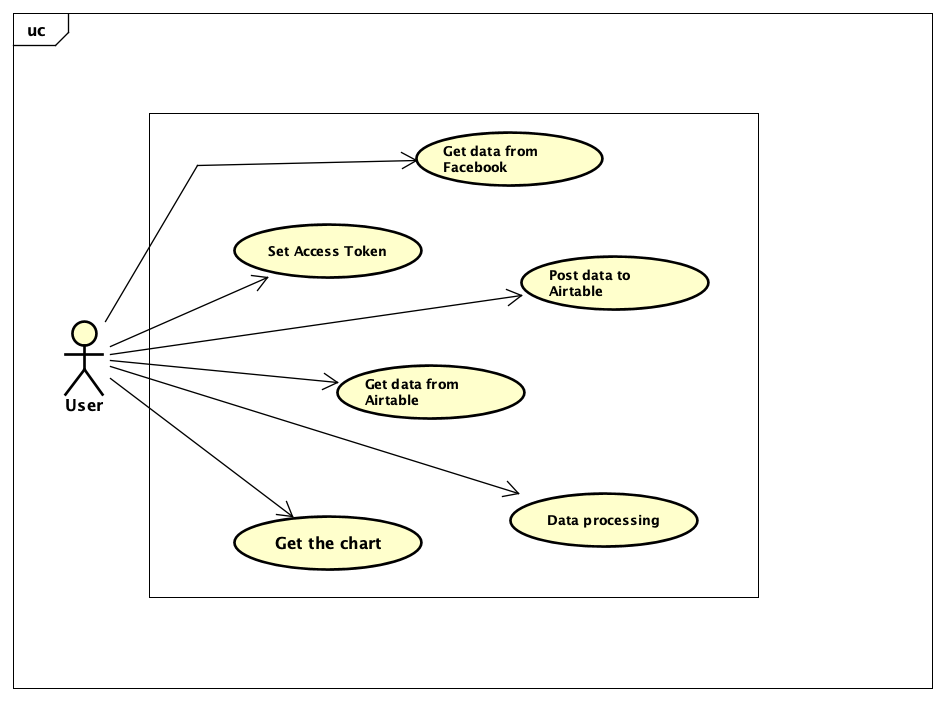 uc
Get data from
Facebook
Set Access Token
Post data to
Airtable
Get data from
Airtable
User
Data processing
Get the chart